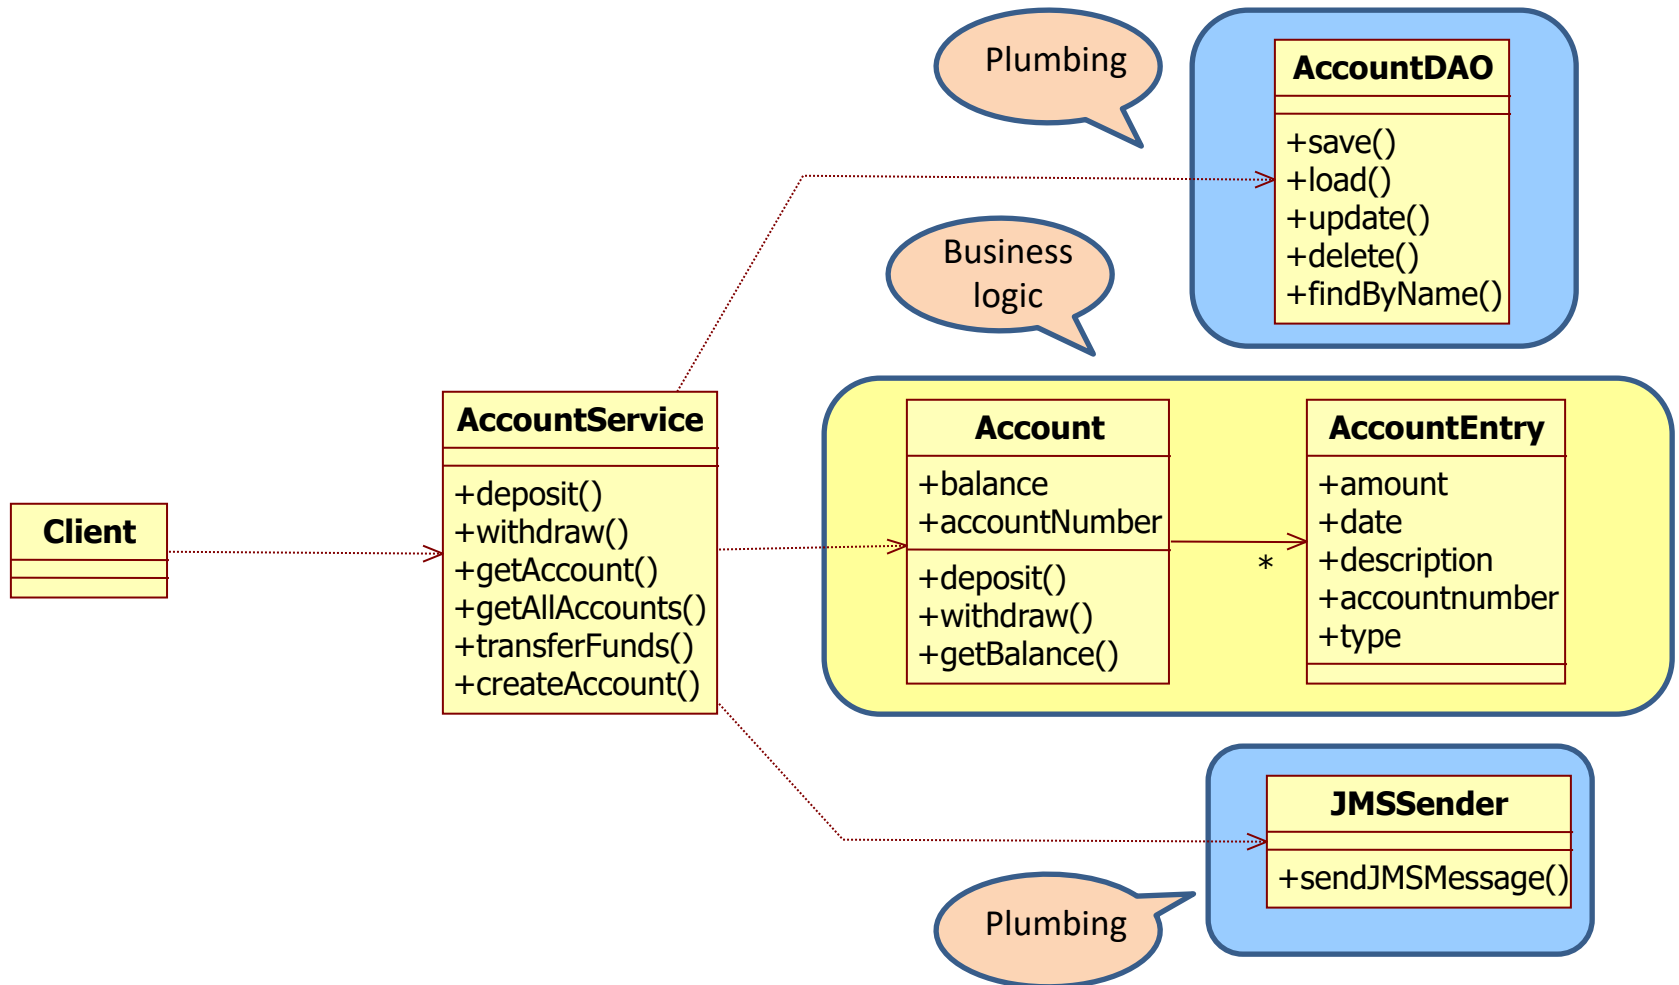 Plumbing
AccountDAO
+save()
+load()
+update()
+delete()
+findByName()
Business
logic
Client
AccountService
+deposit()
+withdraw()
+getAccount()
+getAllAccounts()
+transferFunds()
+createAccount()
Account
+balance
+accountNumber
+deposit()
+withdraw()
+getBalance()
*
AccountEntry
+amount
+date
+description
+accountnumber
+type
JMSSender
+sendJMSMessage()
Plumbing